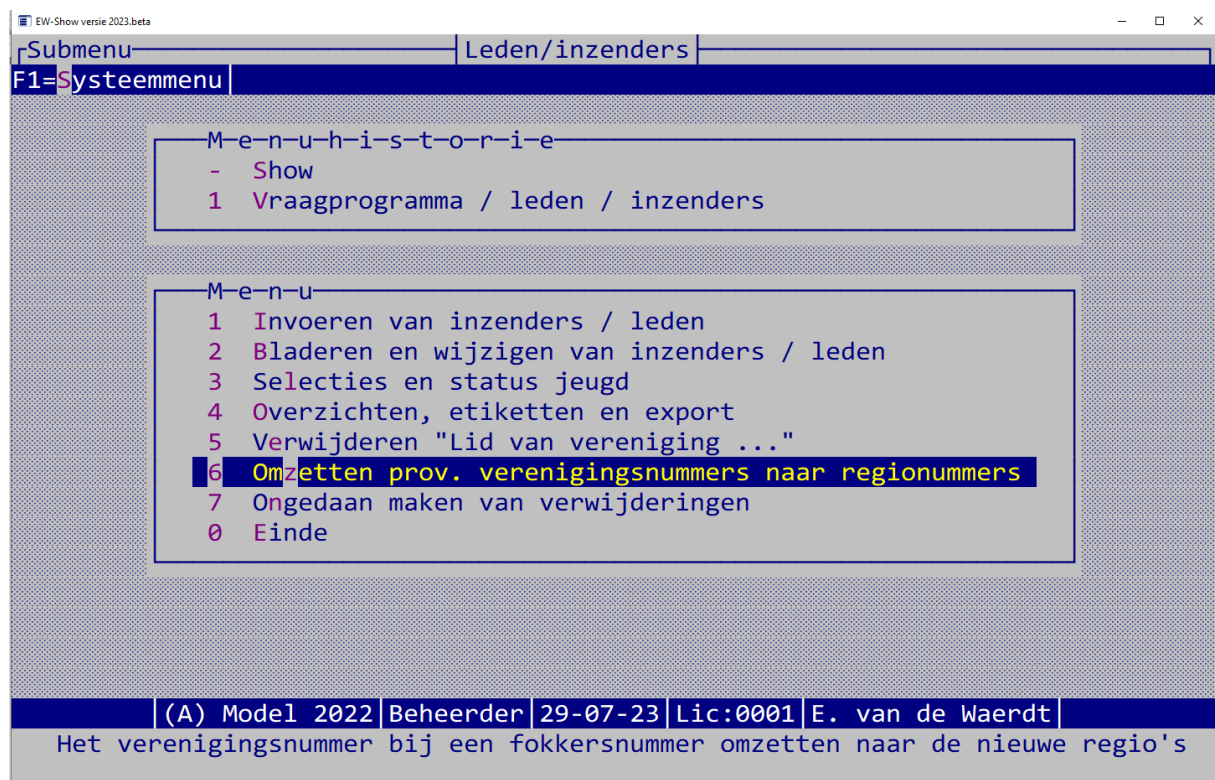 EW-Show versie 2023.beta
Submenu Leden/inzenders
F1=Systeemmenu
Menuhistorie
- Show
1 Vraagprogramma / leden / inzenders
Menu
1 Invoeren van inzenders / leden
2 Bladeren en wijzigen van inzenders / leden
3 Selecties en status jeugd
4 Overzichten, etiketten en export
5 Verwijderen "Lid van vereniging ..."
6 Omzetten prov. verenigingsnummers naar regionummers
7 Ongedaan maken van verwijderingen
0 Einde
(A) Model 2022 Beheerder 29-07-23 Lic:0001 E. van de Waerdt
Het verenigingsnummer bij een fokkersnummer omzetten naar de nieuwe regio's